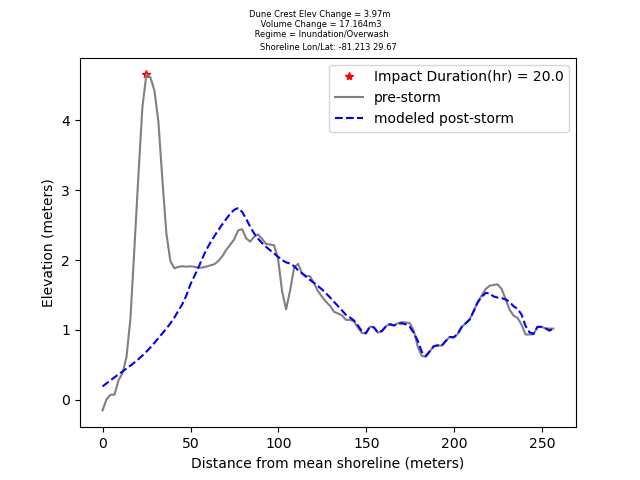 Dune Crest Elev Change = 3.97m
Volume Change = 17.164m3
Regime = Inundation/Overwash
Shoreline Lon/Lat: -81.213 29.67
Impact Duration(hr) = 20.0
pre-storm
modeled post-storm
Elevation (meters)
4
3
2
1
0
0 50 100 150 200 250
Distance from mean shoreline (meters)